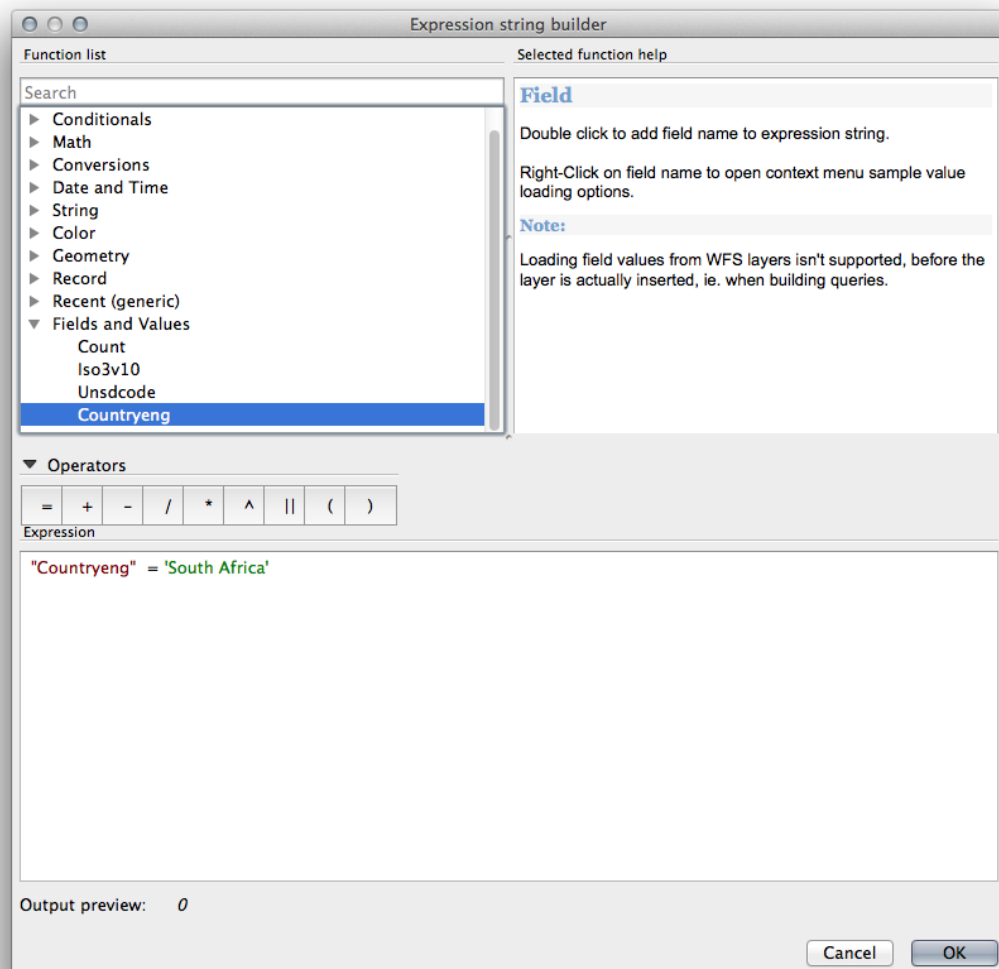 Expression string builder
Function list
Search
Conditionals
Math
Conversions
Date and Time
String
Color
Geometry
Record
Recent (generic)
Fields and Values
Count
Iso3v10
Unsdcode
Countryeng
Selected function help
Field
Double click to add field name to expression string.
Right-Click on field name to open context menu sample value
loading options.
Note:
Loading field values from WFS layers isn't supported, before the
layer is actually inserted, ie. when building queries.
Operators
= + - / * ^ || ( )
Expression
"Countryeng" = 'South Africa'
Output preview: 0
Cancel OK